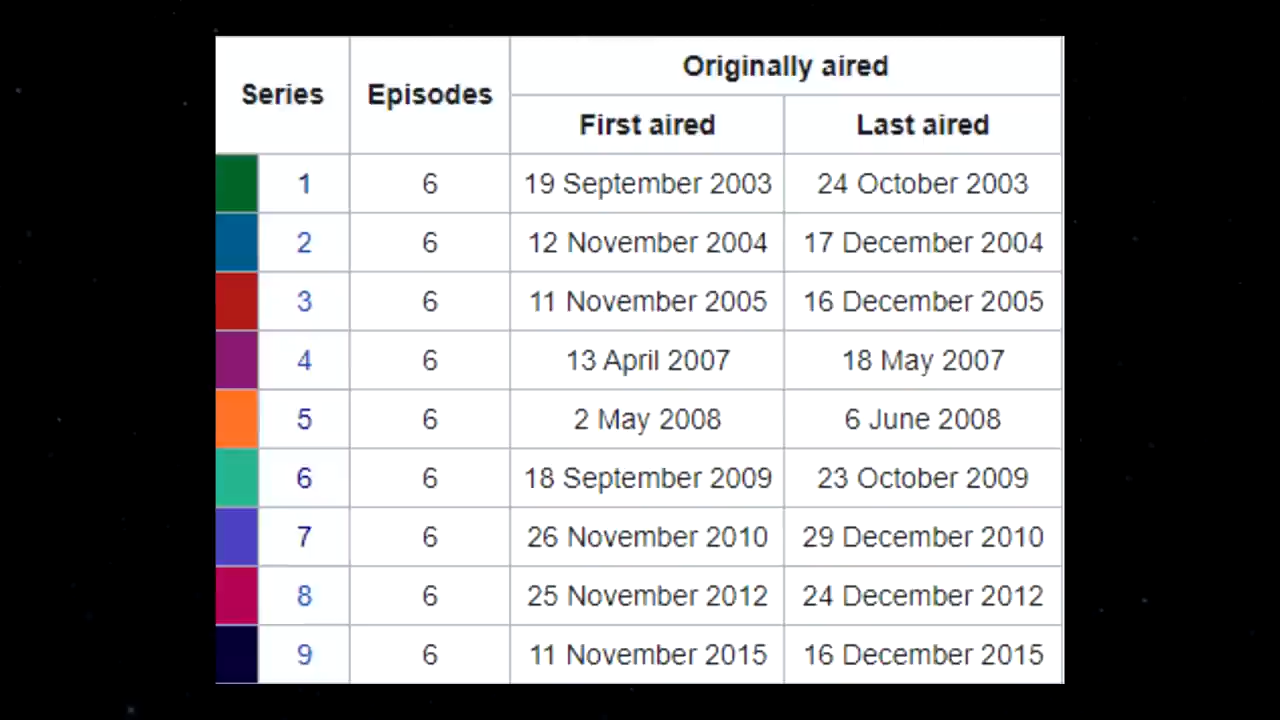 Series Episodes Originally aired
First aired Last aired
1 6 19 September 2003 24 October 2003
2 6 12 November 2004 17 December 2004
3 6 11 November 2005 16 December 2005
4 6 13 April 2007 18 May 2007
5 6 2 May 2008 6 June 2008
6 6 18 September 2009 23 October 2009
7 6 26 November 2010 29 December 2010
8 6 25 November 2012 24 December 2012
9 6 11 November 2015 16 December 2015